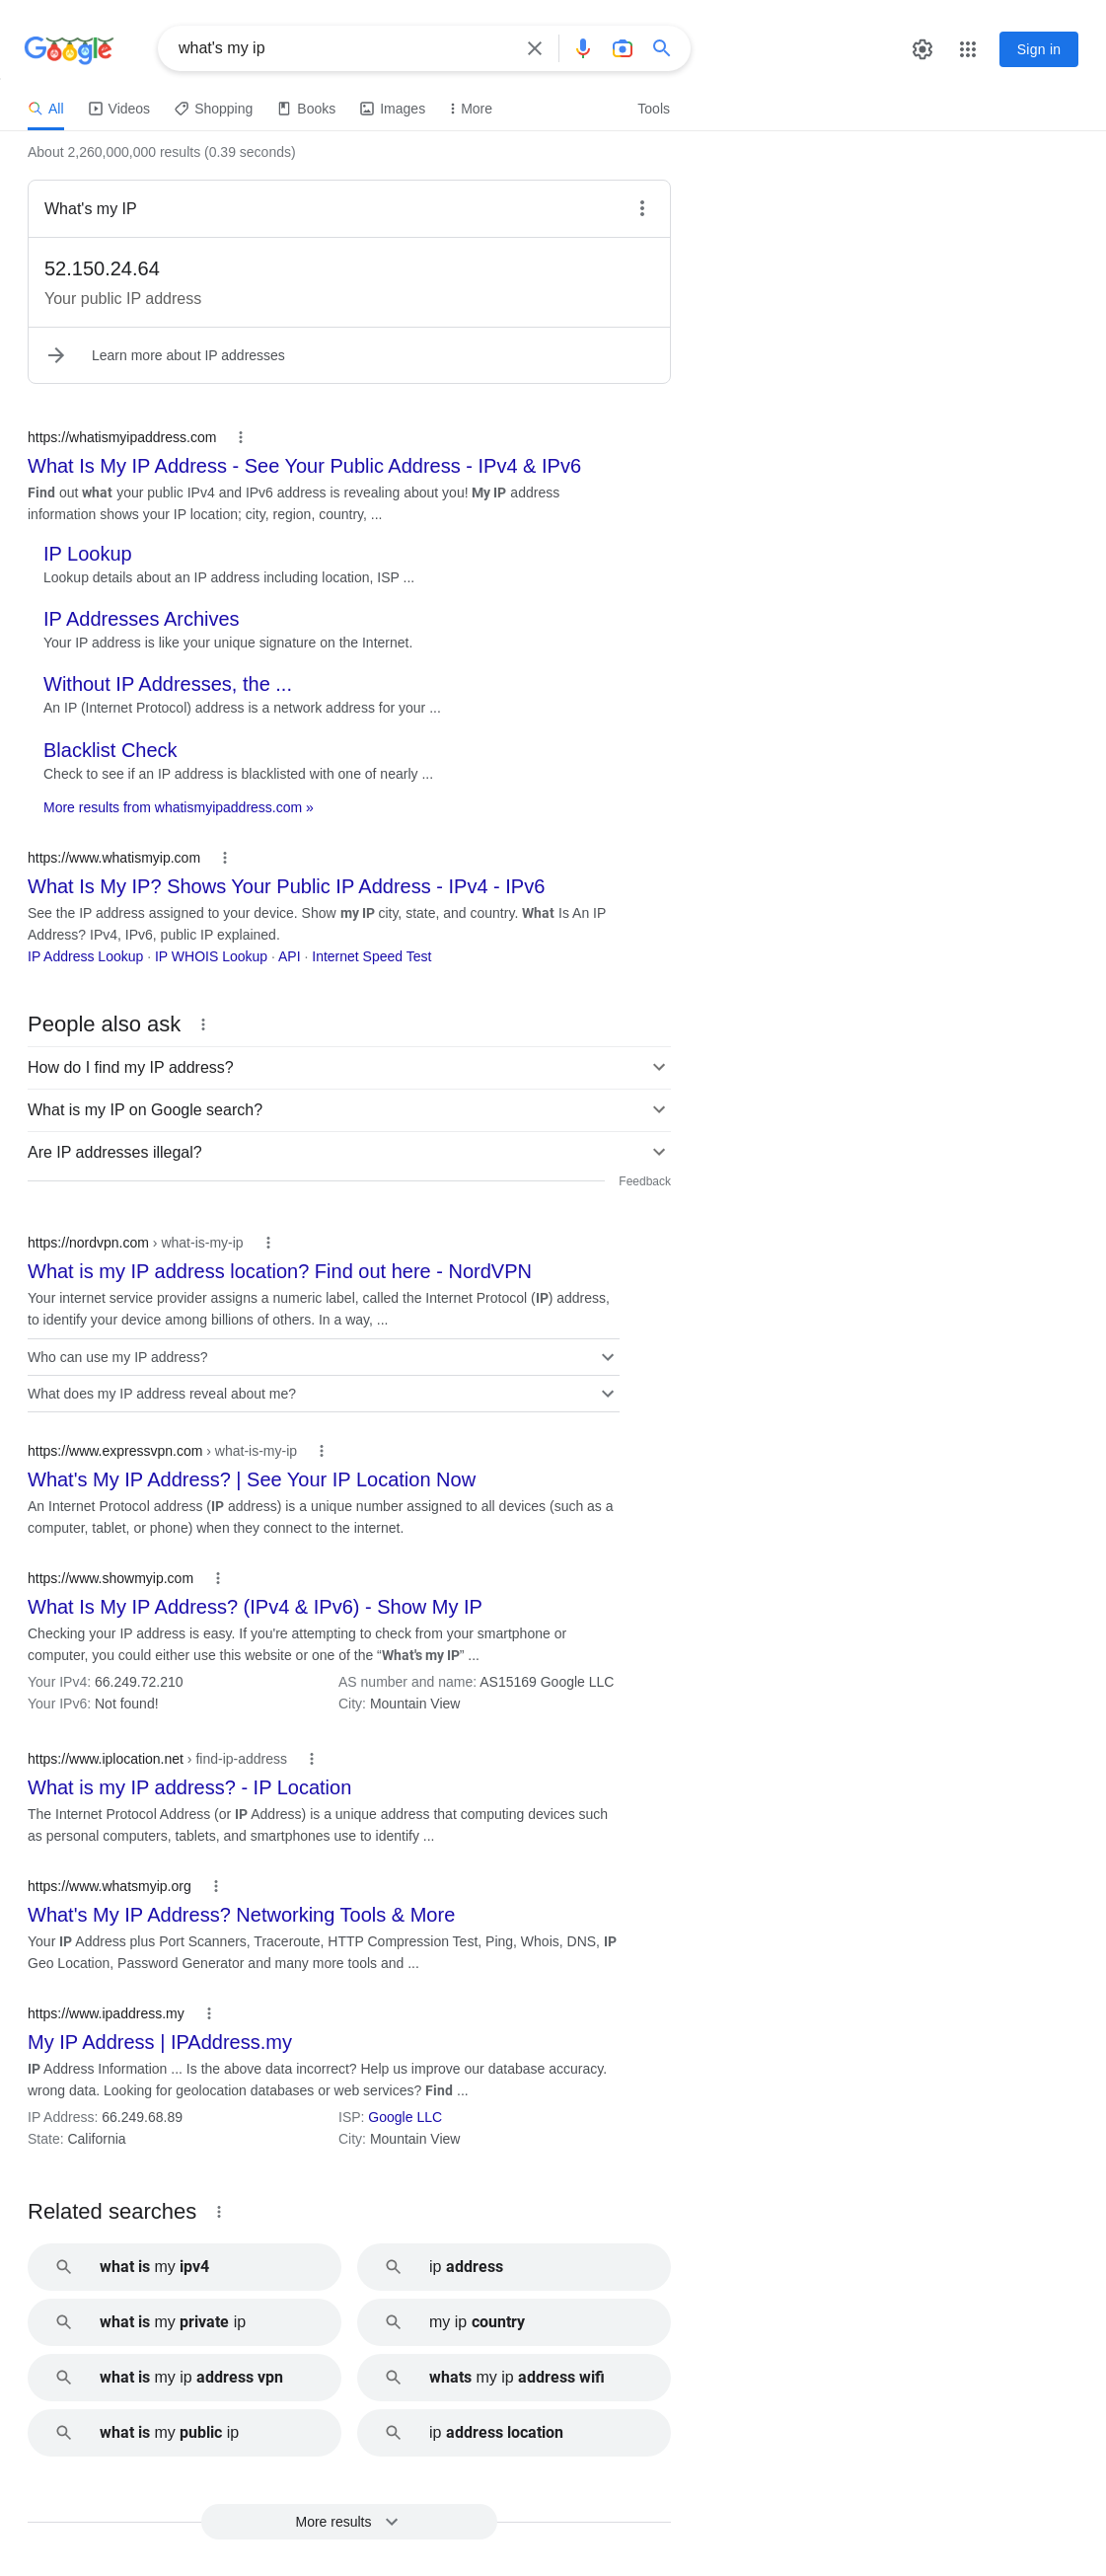 Google
what's my ip
Sign in
All
Videos
Shopping
Books
Images
More
Tools
About 2,260,000,000 results (0.39 seconds)
What's my IP
52.150.24.64
Your public IP address
Learn more about IP addresses
https://whatismyipaddress.com
What Is My IP Address - See Your Public Address - IPv4 & IPv6
Find out what your public IPv4 and IPv6 address is revealing about you! My IP address
information shows your IP location; city, region, country, ...
IP Lookup
Lookup details about an IP address including location, ISP ...
IP Addresses Archives
Your IP address is like your unique signature on the Internet.
Without IP Addresses, the ...
An IP (Internet Protocol) address is a network address for your ...
Blacklist Check
Check to see if an IP address is blacklisted with one of nearly ...
More results from whatismyipaddress.com »
https://www.whatismyip.com
What Is My IP? Shows Your Public IP Address - IPv4 - IPv6
See the IP address assigned to your device. Show my IP city, state, and country. What Is An IP
Address? IPv4, IPv6, public IP explained.
IP Address Lookup · IP WHOIS Lookup · API · Internet Speed Test
People also ask
How do I find my IP address?
What is my IP on Google search?
Are IP addresses illegal?
Feedback
https://nordvpn.com › what-is-my-ip
What is my IP address location? Find out here - NordVPN
Your internet service provider assigns a numeric label, called the Internet Protocol (IP) address,
to identify your device among billions of others. In a way, ...
Who can use my IP address?
What does my IP address reveal about me?
https://www.expressvpn.com › what-is-my-ip
What's My IP Address? | See Your IP Location Now
An Internet Protocol address (IP address) is a unique number assigned to all devices (such as a
computer, tablet, or phone) when they connect to the internet.
https://www.showmyip.com
What Is My IP Address? (IPv4 & IPv6) - Show My IP
Checking your IP address is easy. If you're attempting to check from your smartphone or
computer, you could either use this website or one of the “What's my IP” ...
Your IPv4: 66.249.72.210
AS number and name: AS15169 Google LLC
Your IPv6: Not found!
City: Mountain View
https://www.iplocation.net › find-ip-address
What is my IP address? - IP Location
The Internet Protocol Address (or IP Address) is a unique address that computing devices such
as personal computers, tablets, and smartphones use to identify ...
https://www.whatsmyip.org
What's My IP Address? Networking Tools & More
Your IP Address plus Port Scanners, Traceroute, HTTP Compression Test, Ping, Whois, DNS, IP
Geo Location, Password Generator and many more tools and ...
https://www.ipaddress.my
My IP Address | IPAddress.my
IP Address Information ... Is the above data incorrect? Help us improve our database accuracy.
wrong data. Looking for geolocation databases or web services? Find ...
IP Address: 66.249.68.89
ISP: Google LLC
State: California
City: Mountain View
Related searches
what is my ipv4
ip address
what is my private ip
my ip country
what is my ip address vpn
whats my ip address wifi
what is my public ip
ip address location
More results